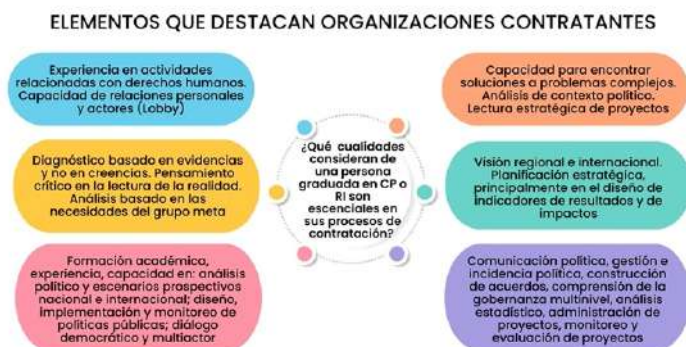 ELEMENTOS QUE DESTACAN ORGANIZACIONES CONTRATANTES
Experiencia en actividades
relacionadas con derechos humanos.
Capacidad de relaciones personales
y actores (Lobby)
Diagnóstico basado en evidencias
y no en creencias. Pensamiento
crítico en la lectura de la realidad.
Análisis basado en las
necesidades del grupo meta
Formación académica,
experiencia, capacidad en: análisis
político y escenarios prospectivos
nacional e internacional; diseño,
implementación y monitoreo de
políticas públicas; diálogo
democrático y multiactor
¿Qué cualidades
consideran de
una persona
graduada en CP o
RI son
escenciales en
sus procesos de
contratación?
Capacidad para encontrar
soluciones a problemas complejos.
Análisis de contexto político.
Lectura estratégica de proyectos
Visión regional e internacional.
Planificación estratégica,
principalmente en el diseño de
indicadores de resultados y de
impactos
Comunicación política, gestión e
incidencia política, construcción
de acuerdos, comprensión de la
gobernanza multinivel, análisis
estadístico, administración de
proyectos, monitoreo y
evaluación de proyectos